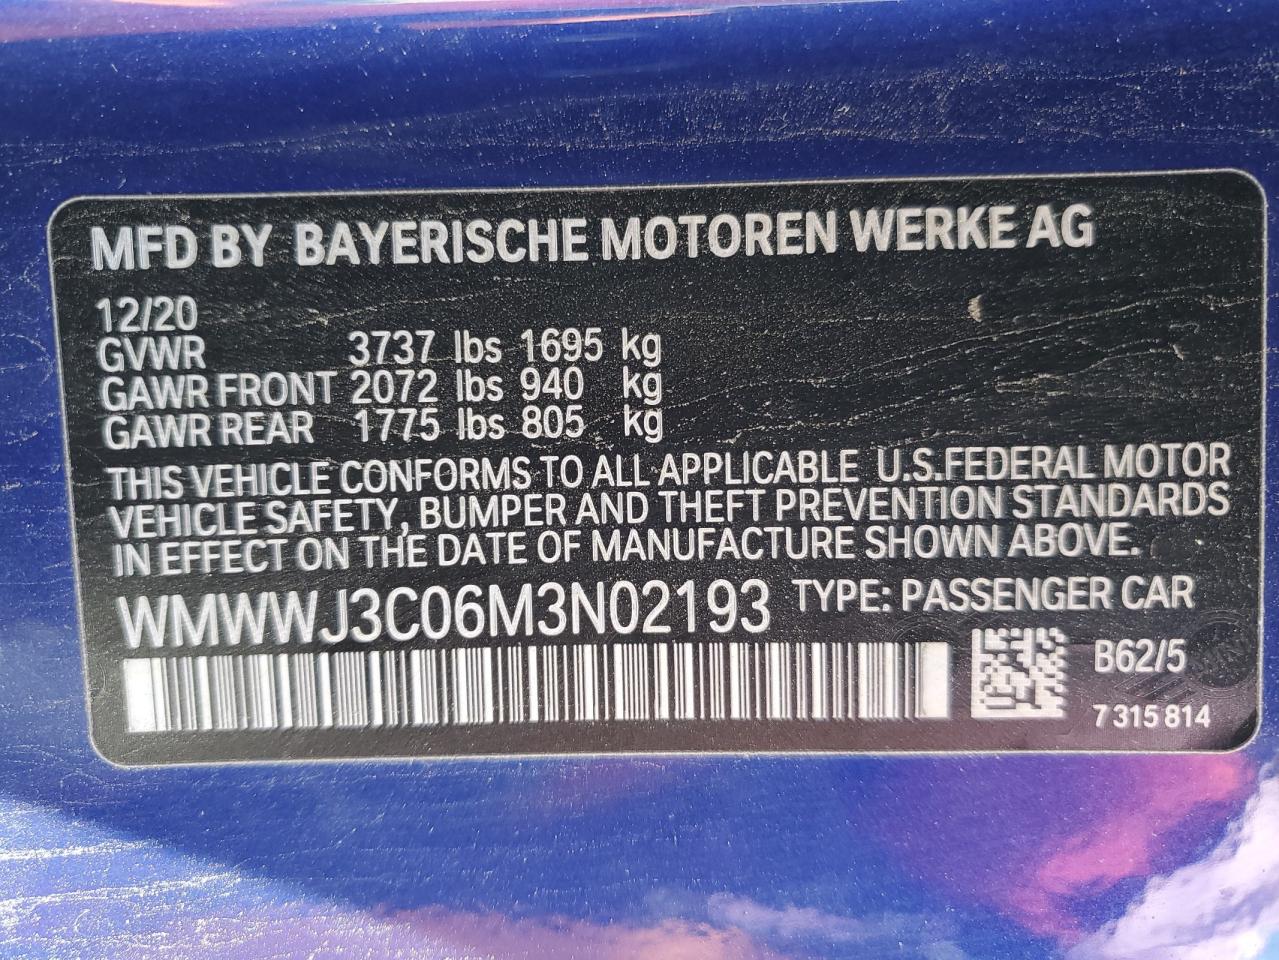 MFD BY BAYERISCHE MOTOREN WERKE AG
12/20
GVWR 3737 lbs 1695 kg
GAWR FRONT 2072 lbs 940 kg
GAWR REAR 1775 lbs 805 kg
THIS VEHICLE CONFORMS TO ALL APPLICABLE U.S.FEDERAL MOTOR
VEHICLE SAFETY, BUMPER AND THEFT PREVENTION STANDARDS
IN EFFECT ON THE DATE OF MANUFACTURE SHOWN ABOVE.
WMWWJ3C06M3N02193 TYPE: PASSENGER CAR
B62/5
7 315 814